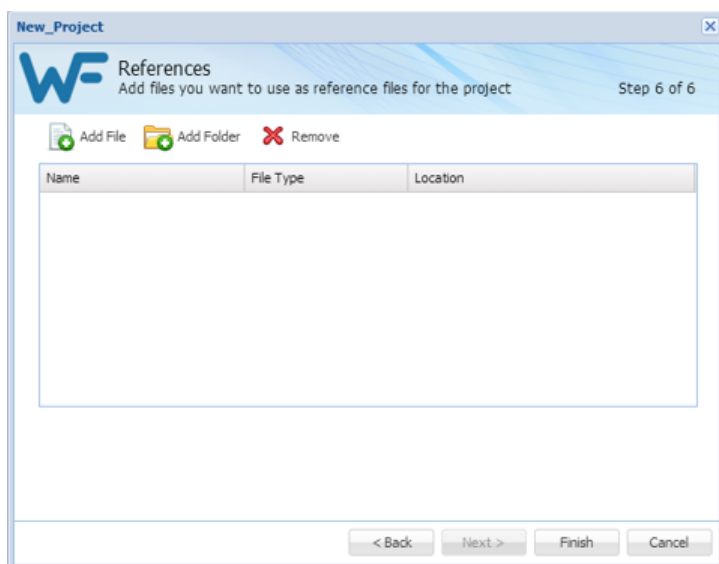 New_Project
WF
References
Add files you want to use as reference files for the project
Step 6 of 6
Add File Add Folder Remove
Name File Type Location
< Back Next > Finish Cancel